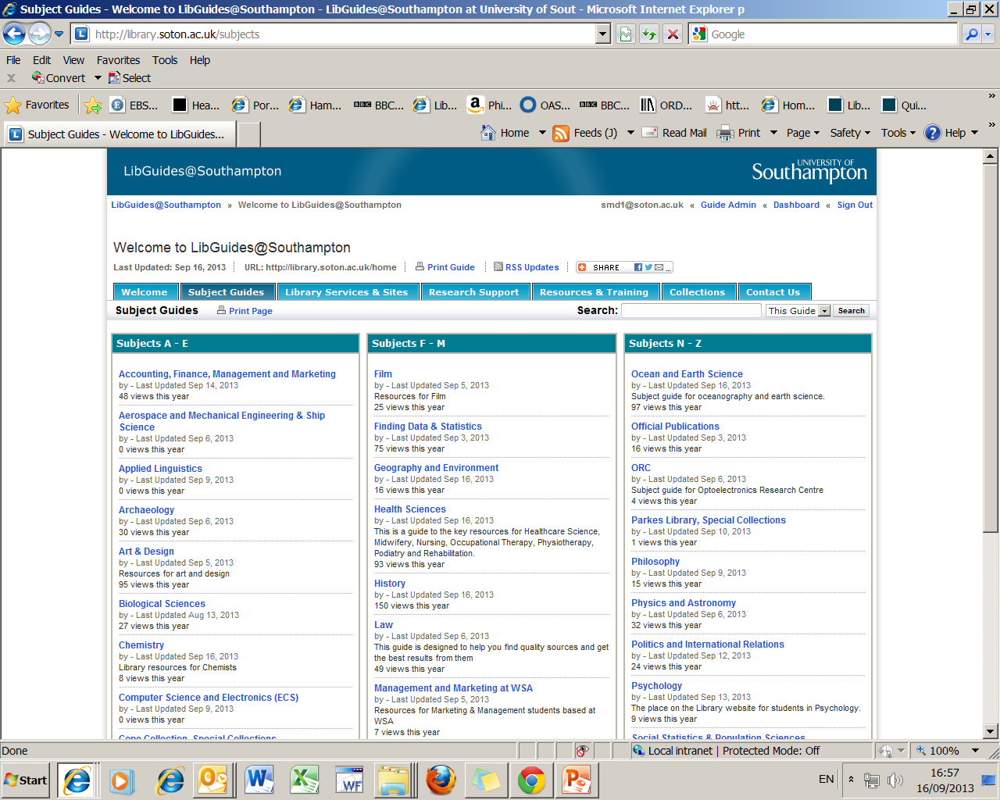 Subject Guides - Welcome to LibGuides@Southampton - LibGuides@Southampton at University of Sout - Microsoft Internet Explorer p
http://library.soton.ac.uk/subjects
Google
File Edit View Favorites Tools Help
x Convert Select
Favorites EBS... Hea... Por... Ham... BBC BBC... Lib... Phi... OAS... BBC BBC... ORD... htt... Hom... Lib... Qui... »
Subject Guides - Welcome to LibGuides... Home Feeds (J) Read Mail Print Page Safety Tools Help »
LibGuides@Southampton
UNIVERSITY OF
Southampton
LibGuides@Southampton » Welcome to LibGuides@Southampton
smd1@soton.ac.uk « Guide Admin « Dashboard « Sign Out
Welcome to LibGuides@Southampton
Last Updated: Sep 16, 2013 URL: http://library.soton.ac.uk/home Print Guide RSS Updates SHARE ...
Welcome Subject Guides Library Services & Sites Research Support Resources & Training Collections Contact Us
Subject Guides Print Page Search: This Guide Search
Subjects A - E
Accounting, Finance, Management and Marketing
by - Last Updated Sep 14, 2013
48 views this year
Aerospace and Mechanical Engineering & Ship
Science
by - Last Updated Sep 6, 2013
0 views this year
Applied Linguistics
by - Last Updated Sep 9, 2013
0 views this year
Archaeology
by - Last Updated Sep 6, 2013
30 views this year
Art & Design
by - Last Updated Sep 5, 2013
Resources for art and design
95 views this year
Biological Sciences
by - Last Updated Aug 13, 2013
27 views this year
Chemistry
by - Last Updated Sep 16, 2013
Library resources for Chemists
8 views this year
Computer Science and Electronics (ECS)
by - Last Updated Sep 9, 2013
0 views this year
Cope Collection, Special Collections
Subjects F - M
Film
by - Last Updated Sep 5, 2013
Resources for Film
25 views this year
Finding Data & Statistics
by - Last Updated Sep 3, 2013
75 views this year
Geography and Environment
by - Last Updated Sep 16, 2013
16 views this year
Health Sciences
by - Last Updated Sep 16, 2013
This is a guide to the key resources for Healthcare Science,
Midwifery, Nursing, Occupational Therapy, Physiotherapy,
Podiatry and Rehabilitation.
93 views this year
History
by - Last Updated Sep 16, 2013
150 views this year
Law
by - Last Updated Sep 6, 2013
This guide is designed to help you find quality sources and get
the best results from them
49 views this year
Management and Marketing at WSA
by - Last Updated Sep 5, 2013
Resources for Marketing & Management students based at
WSA
7 views this year
Subjects N - Z
Ocean and Earth Science
by - Last Updated Sep 16, 2013
Subject guide for oceanography and earth science.
97 views this year
Official Publications
by - Last Updated Sep 3, 2013
16 views this year
ORC
by - Last Updated Sep 6, 2013
Subject guide for Optoelectronics Research Centre
4 views this year
Parkes Library, Special Collections
by - Last Updated Sep 10, 2013
1 views this year
Philosophy
by - Last Updated Sep 9, 2013
15 views this year
Physics and Astronomy
by - Last Updated Sep 6, 2013
32 views this year
Politics and International Relations
by - Last Updated Sep 12, 2013
24 views this year
Psychology
by - Last Updated Sep 13, 2013
The place on the Library website for students in Psychology.
9 views this year
Social Statistics & Population Sciences
Done Local intranet | Protected Mode: Off 100%
Start EN 16:57
16/09/2013